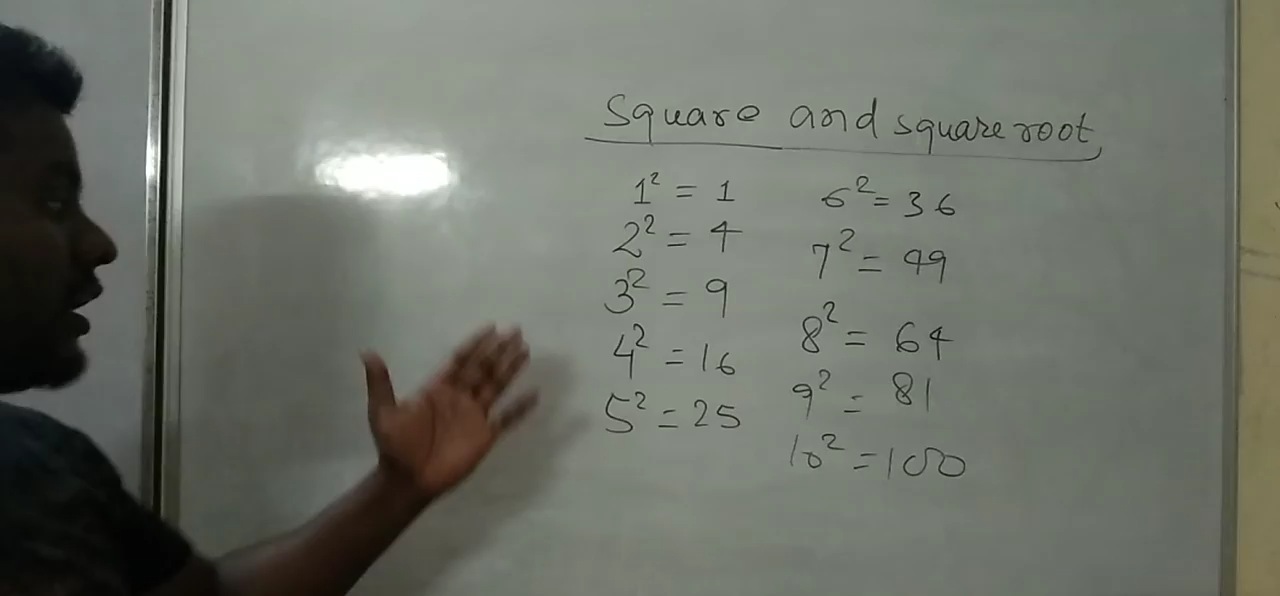 Square and square root
1² = 1
2² = 4
3² = 9
4² = 16
5² = 25
6² = 36
7² = 49
8² = 64
9² = 81
10² = 100